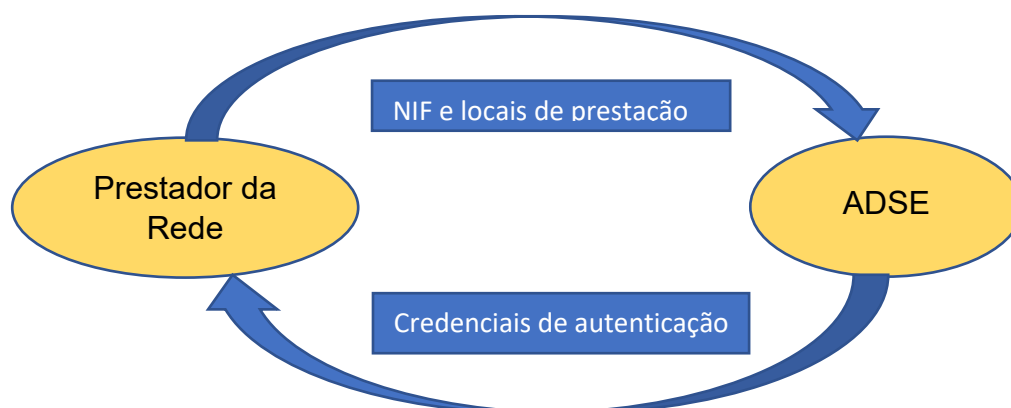 NIF e locais de prestação
Prestador da
Rede
ADSE
Credenciais de autenticação